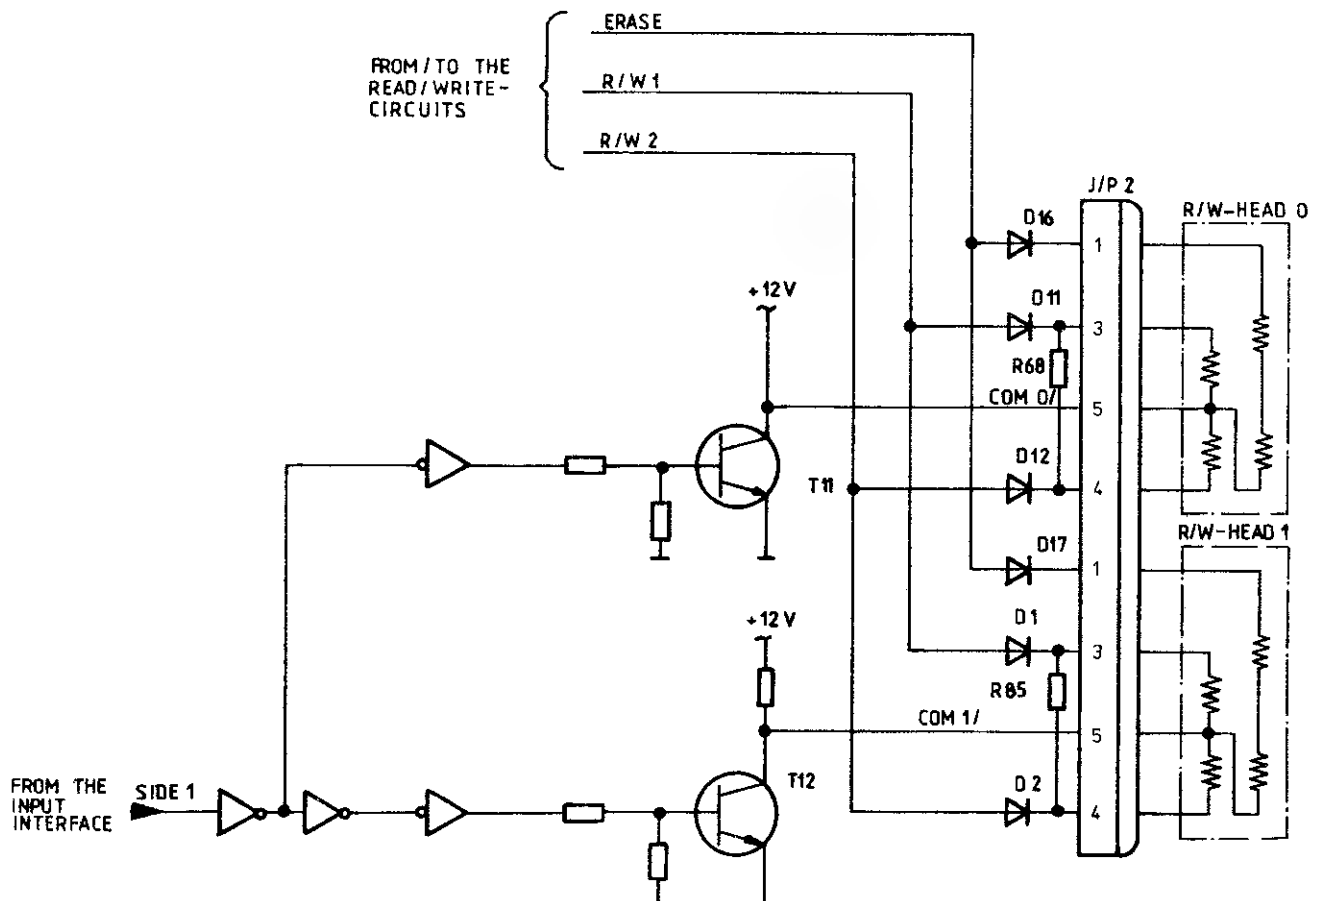 ERASE
FROM/TO THE
READ/WRITE-
CIRCUITS
R/W 1
R/W 2
J/P 2
R/W-HEAD 0
D16
1
+12V
D11
3
R68
COM 0/
5
D12
T11
4
R/W-HEAD 1
D17
1
+12V
D1
3
R85
COM 1/
5
FROM THE
INPUT
INTERFACE
SIDE 1
T12
D2
4